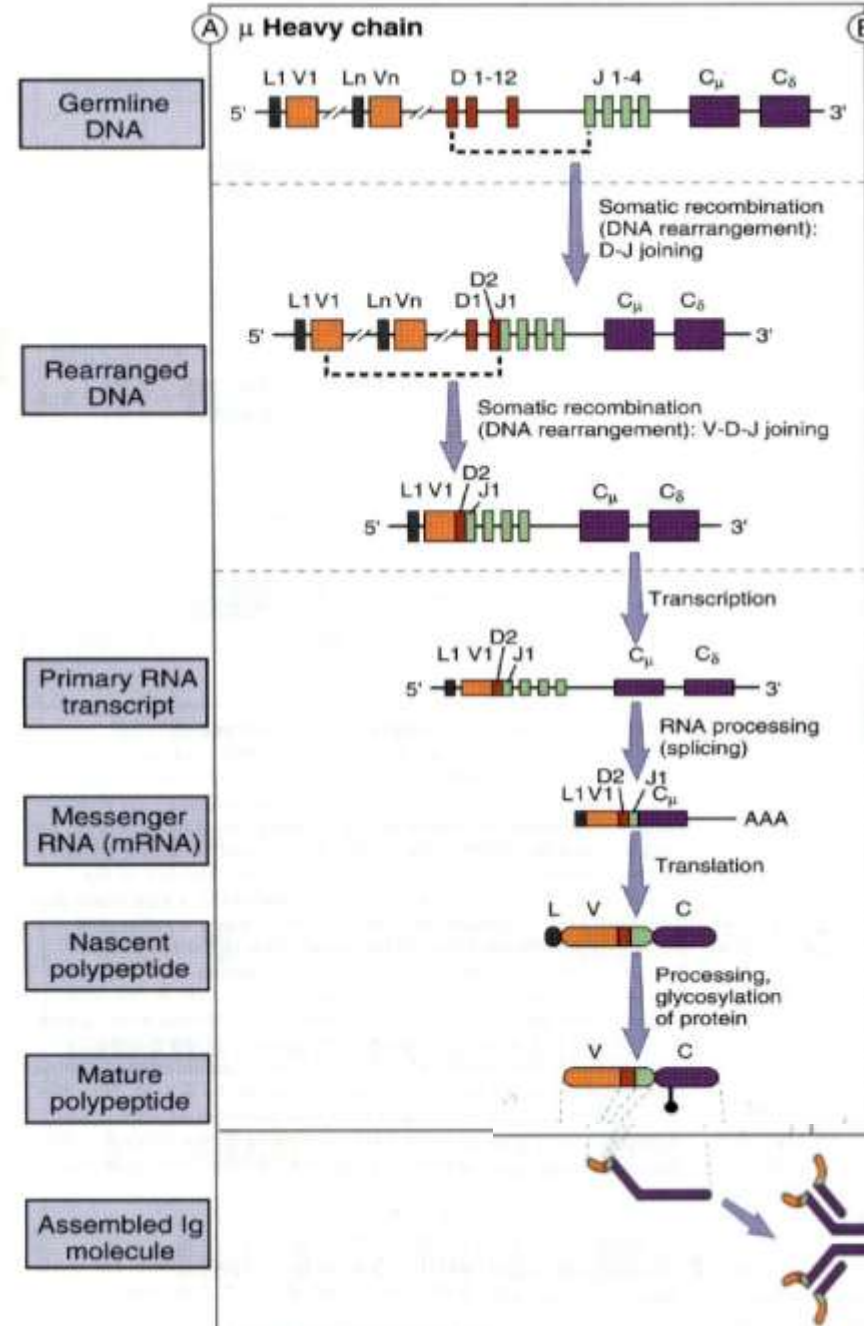 A μ Heavy chain B
L1 V1 Ln Vn D 1-12 J 1-4 Cμ Cδ
Germline
DNA
5' 3'
Somatic recombination
(DNA rearrangement):
D-J joining
D2
L1 V1 Ln Vn D1 J1 Cμ Cδ
5' 3'
Rearranged
DNA
Somatic recombination
(DNA rearrangement): V-D-J joining
D2
L1 V1 J1 Cμ Cδ
5' 3'
Transcription
D2
L1 V1 J1 Cμ Cδ
Primary RNA
transcript
5' 3'
RNA processing
(splicing)
D2 J1
L1 V1 Cμ
Messenger
RNA (mRNA)
AAA
Translation
L V C
Nascent
polypeptide
Processing,
glycosylation
of protein
V C
Mature
polypeptide
Assembled Ig
molecule